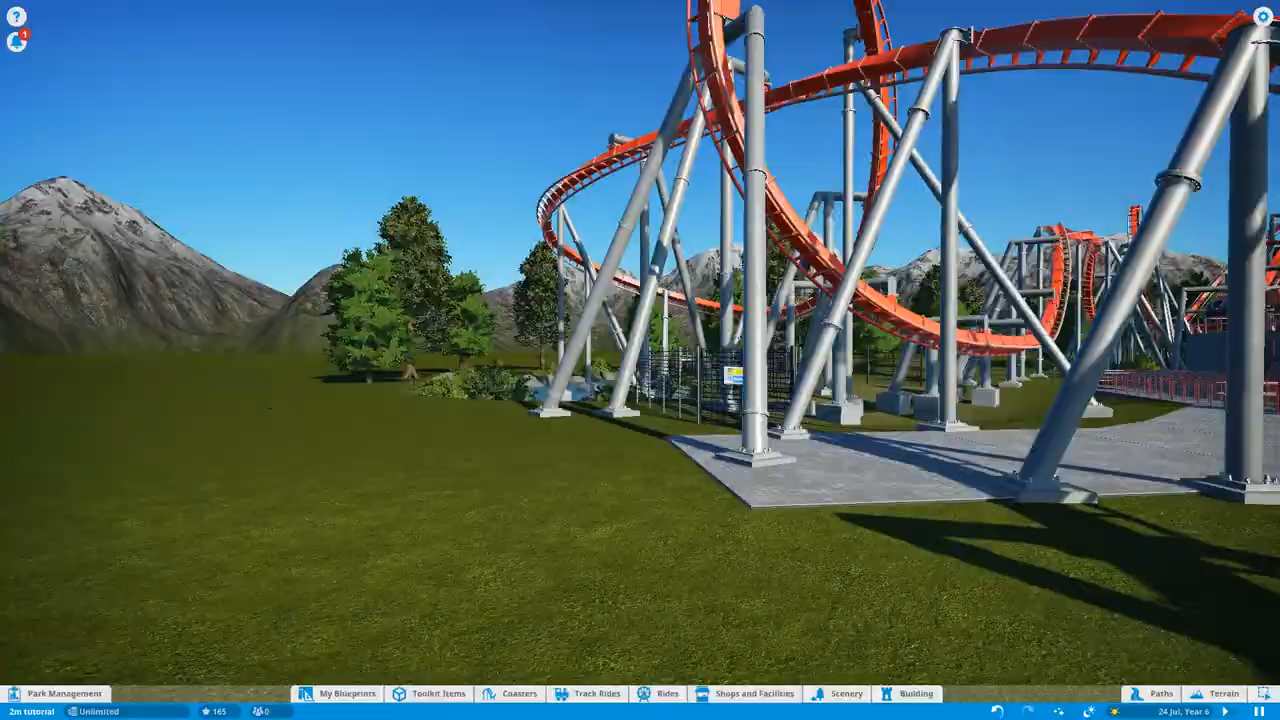 ?
1
Park Management
My Blueprints
Toolkit Items
Coasters
Track Rides
Rides
Shops and Facilities
Scenery
Building
Paths
Terrain
2m tutorial
Unlimited
165
0
24 Jul, Year 6